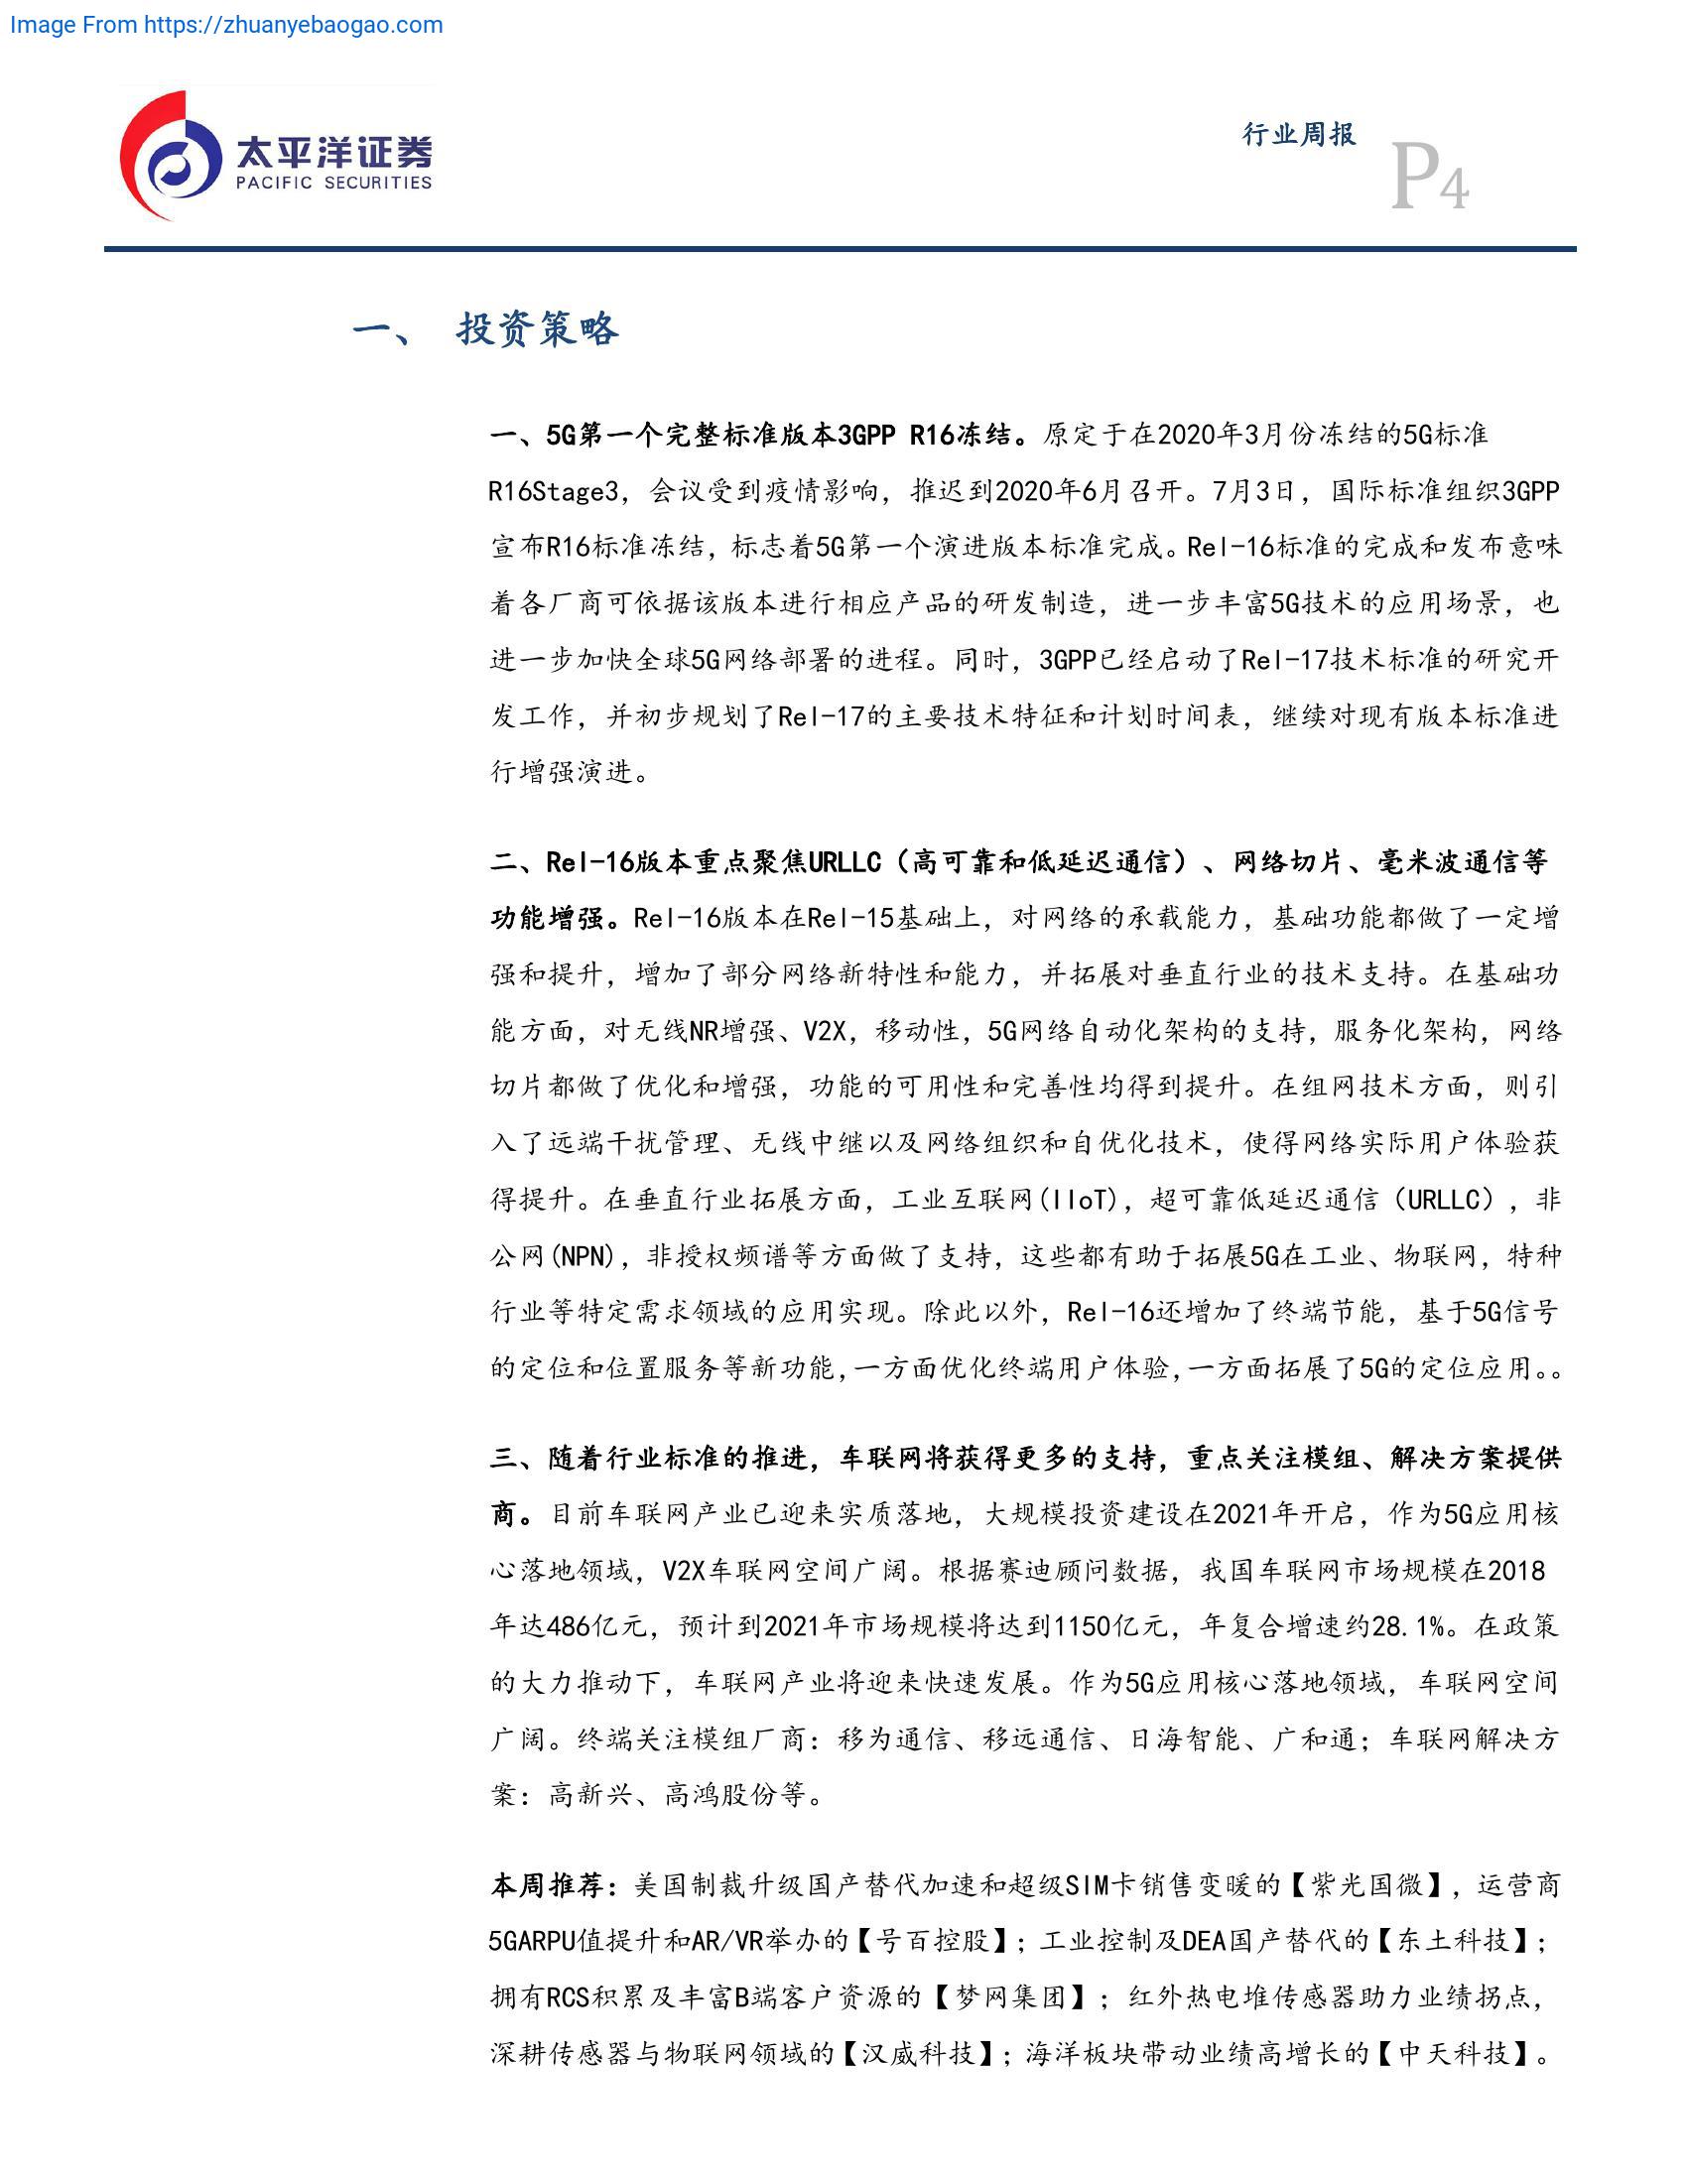 Image From https://zhuanyebaogao.com
太平洋证券
PACIFIC SECURITIES
行业周报
P4
一、 投资策略
一、5G第一个完整标准版本3GPP R16冻结。原定于在2020年3月份冻结的5G标准
R16Stage3，会议受到疫情影响，推迟到2020年6月召开。7月3日，国际标准组织3GPP
宣布R16标准冻结，标志着5G第一个演进版本标准完成。Rel-16标准的完成和发布意味
着各厂商可依据该版本进行相应产品的研发制造，进一步丰富5G技术的应用场景，也
进一步加快全球5G网络部署的进程。同时，3GPP已经启动了Rel-17技术标准的研究开
发工作，并初步规划了Rel-17的主要技术特征和计划时间表，继续对现有版本标准进
行增强演进。
二、Rel-16版本重点聚焦URLLC（高可靠和低延迟通信）、网络切片、毫米波通信等
功能增强。Rel-16版本在Rel-15基础上，对网络的承载能力，基础功能都做了一定增
强和提升，增加了部分网络新特性和能力，并拓展对垂直行业的技术支持。在基础功
能方面，对无线NR增强、V2X，移动性，5G网络自动化架构的支持，服务化架构，网络
切片都做了优化和增强，功能的可用性和完善性均得到提升。在组网技术方面，则引
入了远端干扰管理、无线中继以及网络组织和自优化技术，使得网络实际用户体验获
得提升。在垂直行业拓展方面，工业互联网(IIoT)，超可靠低延迟通信（URLLC），非
公网(NPN)，非授权频谱等方面做了支持，这些都有助于拓展5G在工业、物联网，特种
行业等特定需求领域的应用实现。除此以外，Rel-16还增加了终端节能，基于5G信号
的定位和位置服务等新功能,一方面优化终端用户体验,一方面拓展了5G的定位应用。。
三、随着行业标准的推进，车联网将获得更多的支持，重点关注模组、解决方案提供
商。目前车联网产业已迎来实质落地，大规模投资建设在2021年开启，作为5G应用核
心落地领域，V2X车联网空间广阔。根据赛迪顾问数据，我国车联网市场规模在2018
年达486亿元，预计到2021年市场规模将达到1150亿元，年复合增速约28.1%。在政策
的大力推动下，车联网产业将迎来快速发展。作为5G应用核心落地领域，车联网空间
广阔。终端关注模组厂商：移为通信、移远通信、日海智能、广和通；车联网解决方
案：高新兴、高鸿股份等。
本周推荐：美国制裁升级国产替代加速和超级SIM卡销售变暖的【紫光国微】，运营商
5GARPU值提升和AR/VR举办的【号百控股】；工业控制及DEA国产替代的【东土科技】；
拥有RCS积累及丰富B端客户资源的【梦网集团】；红外热电堆传感器助力业绩拐点，
深耕传感器与物联网领域的【汉威科技】；海洋板块带动业绩高增长的【中天科技】。